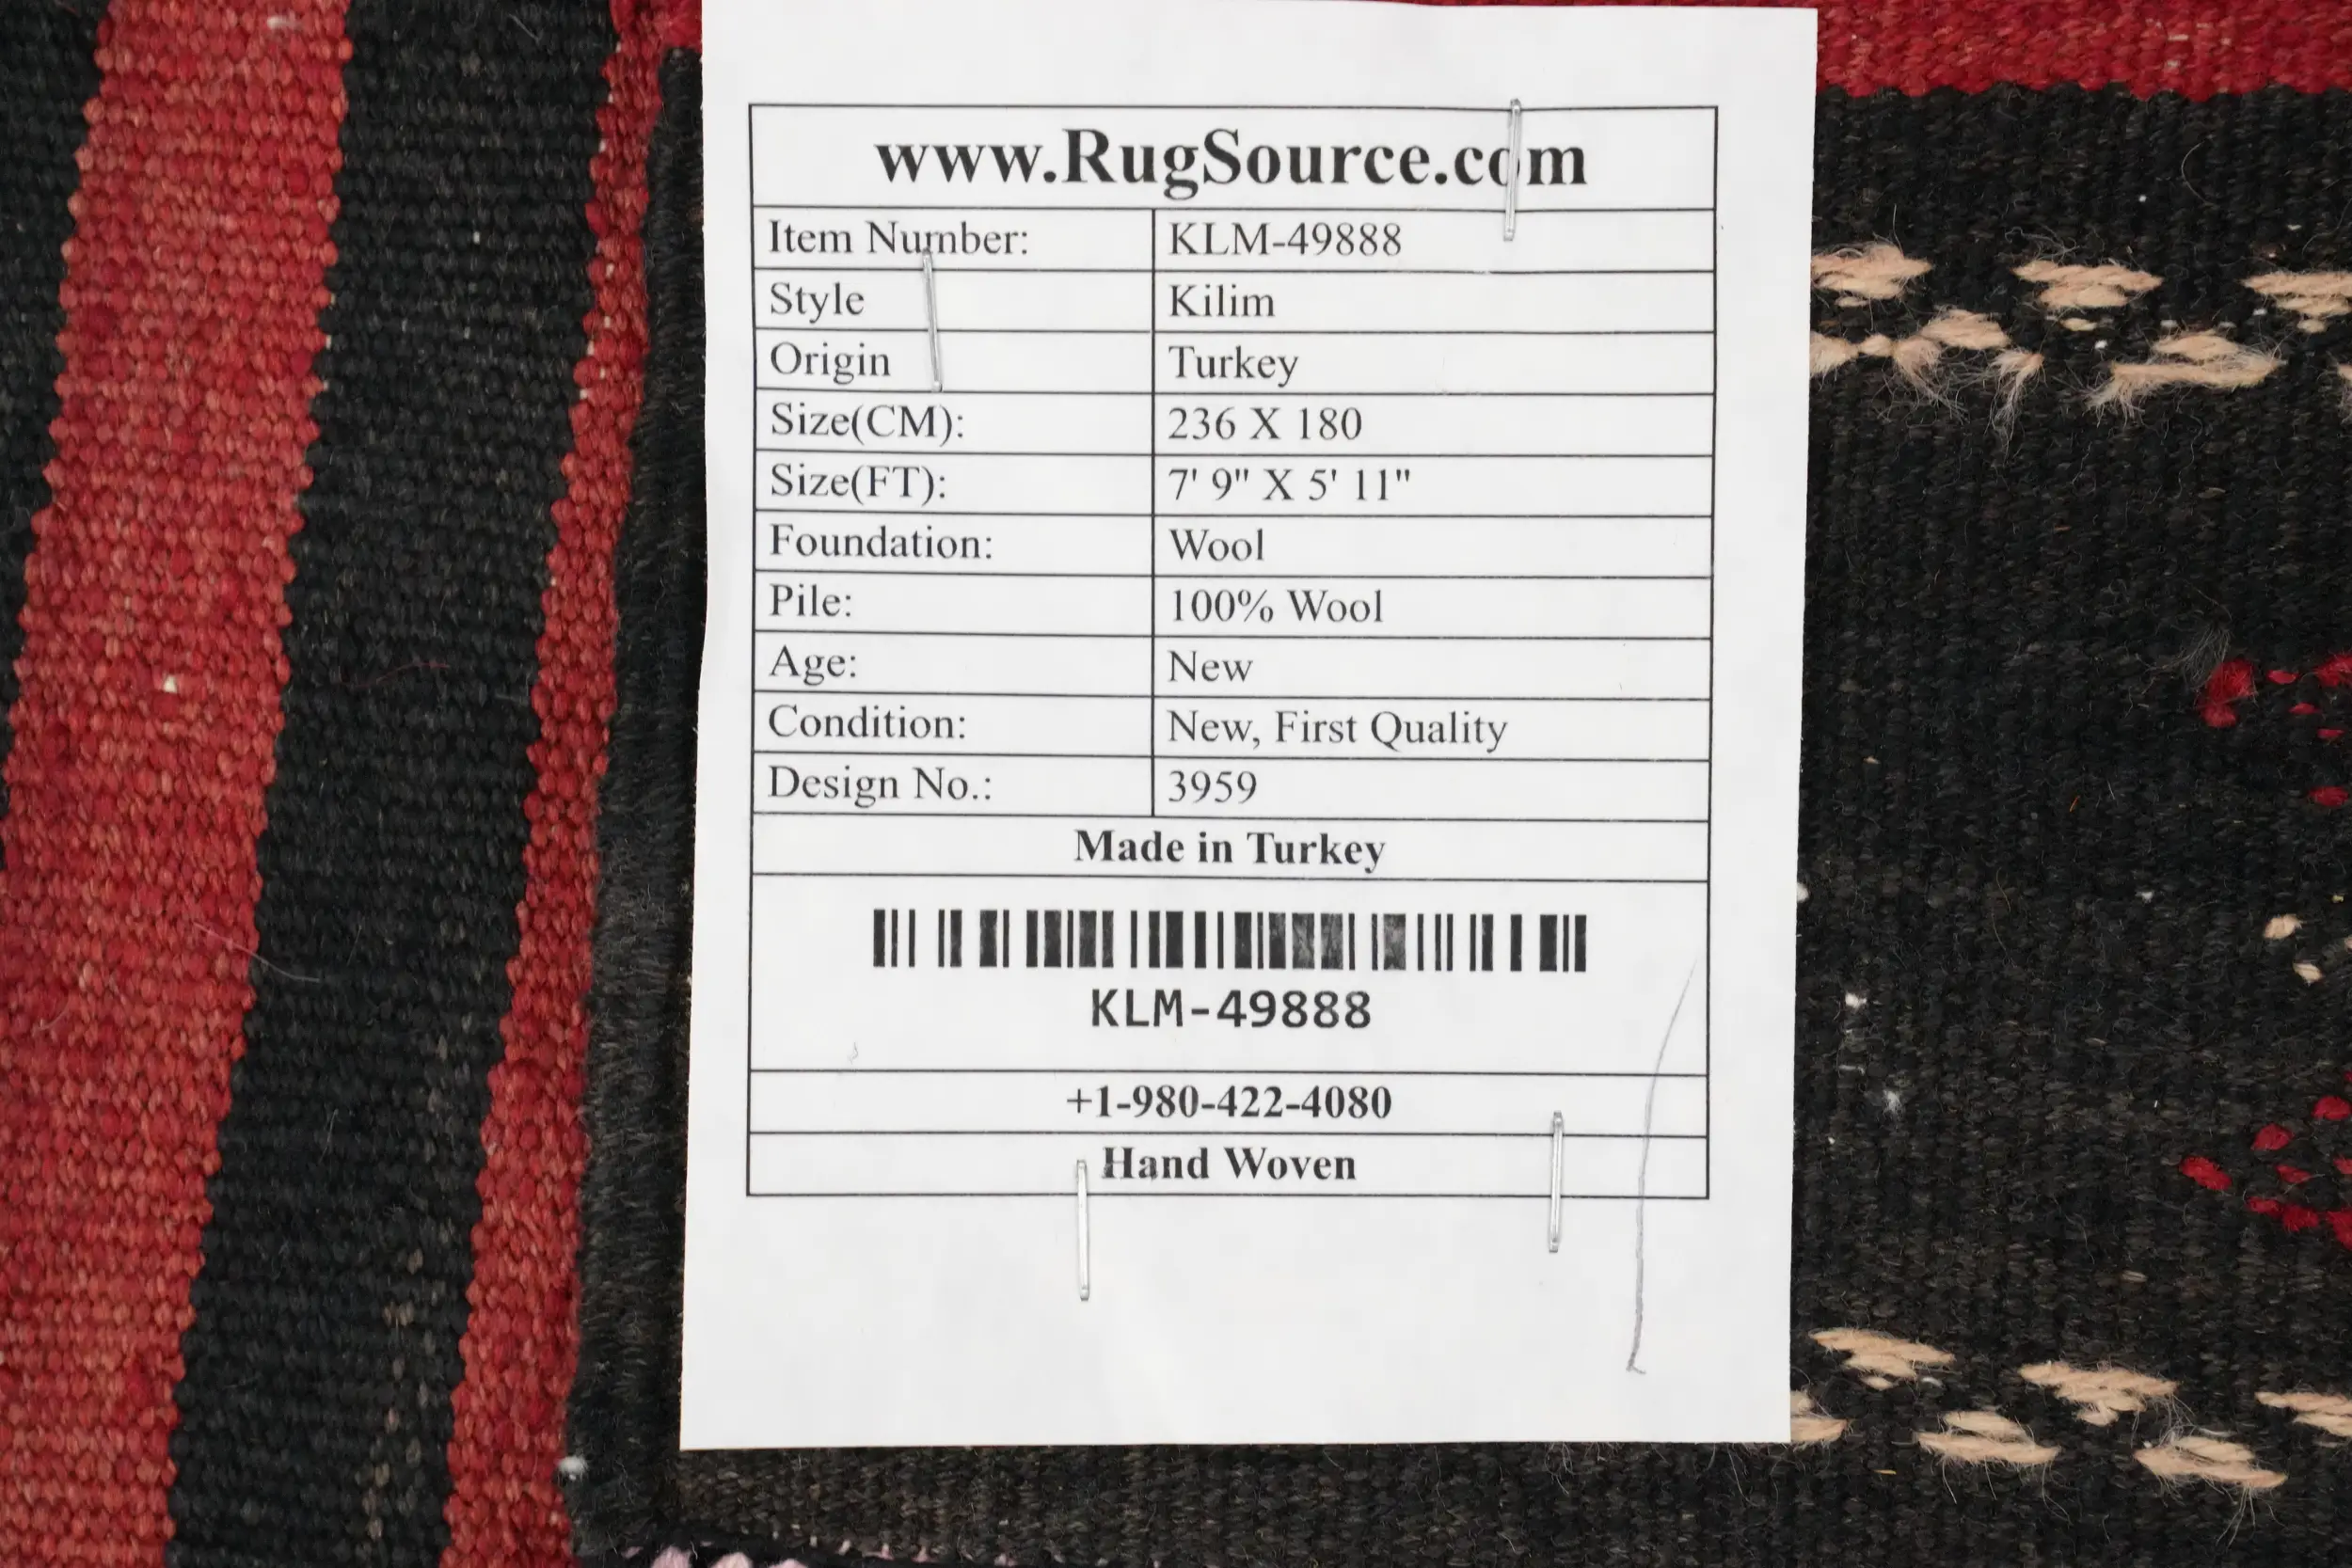 www.RugSource.com
Item Number: KLM-49888
Style Kilim
Origin Turkey
Size(CM): 236 X 180
Size(FT): 7' 9" X 5' 11"
Foundation: Wool
Pile: 100% Wool
Age: New
Condition: New, First Quality
Design No.: 3959
Made in Turkey
KLM-49888
+1-980-422-4080
Hand Woven